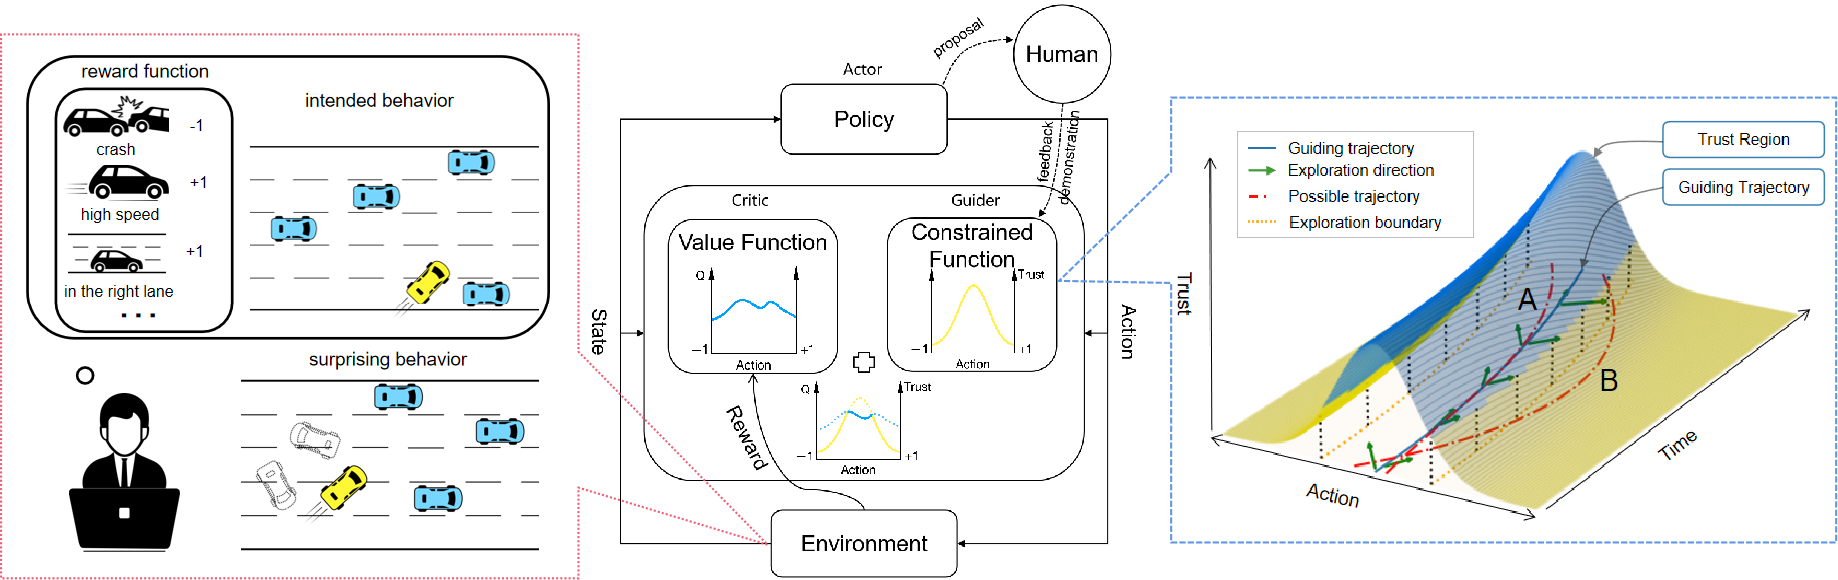 reward function
-1
crash
+1
high speed
+1
in the right lane
...
intended behavior
surprising behavior
Actor
Policy
proposal
Human
feedback
demonstration
State
Action
Critic
Value Function
Q
-1
+1
Action
Guider
Constrained
Function
Trust
-1
+1
Action
Q
Trust
-1
+1
Action
Reward
Environment
Guiding trajectory
Exploration direction
Possible trajectory
Exploration boundary
Trust Region
Guiding Trajectory
Trust
A
B
Action
Time